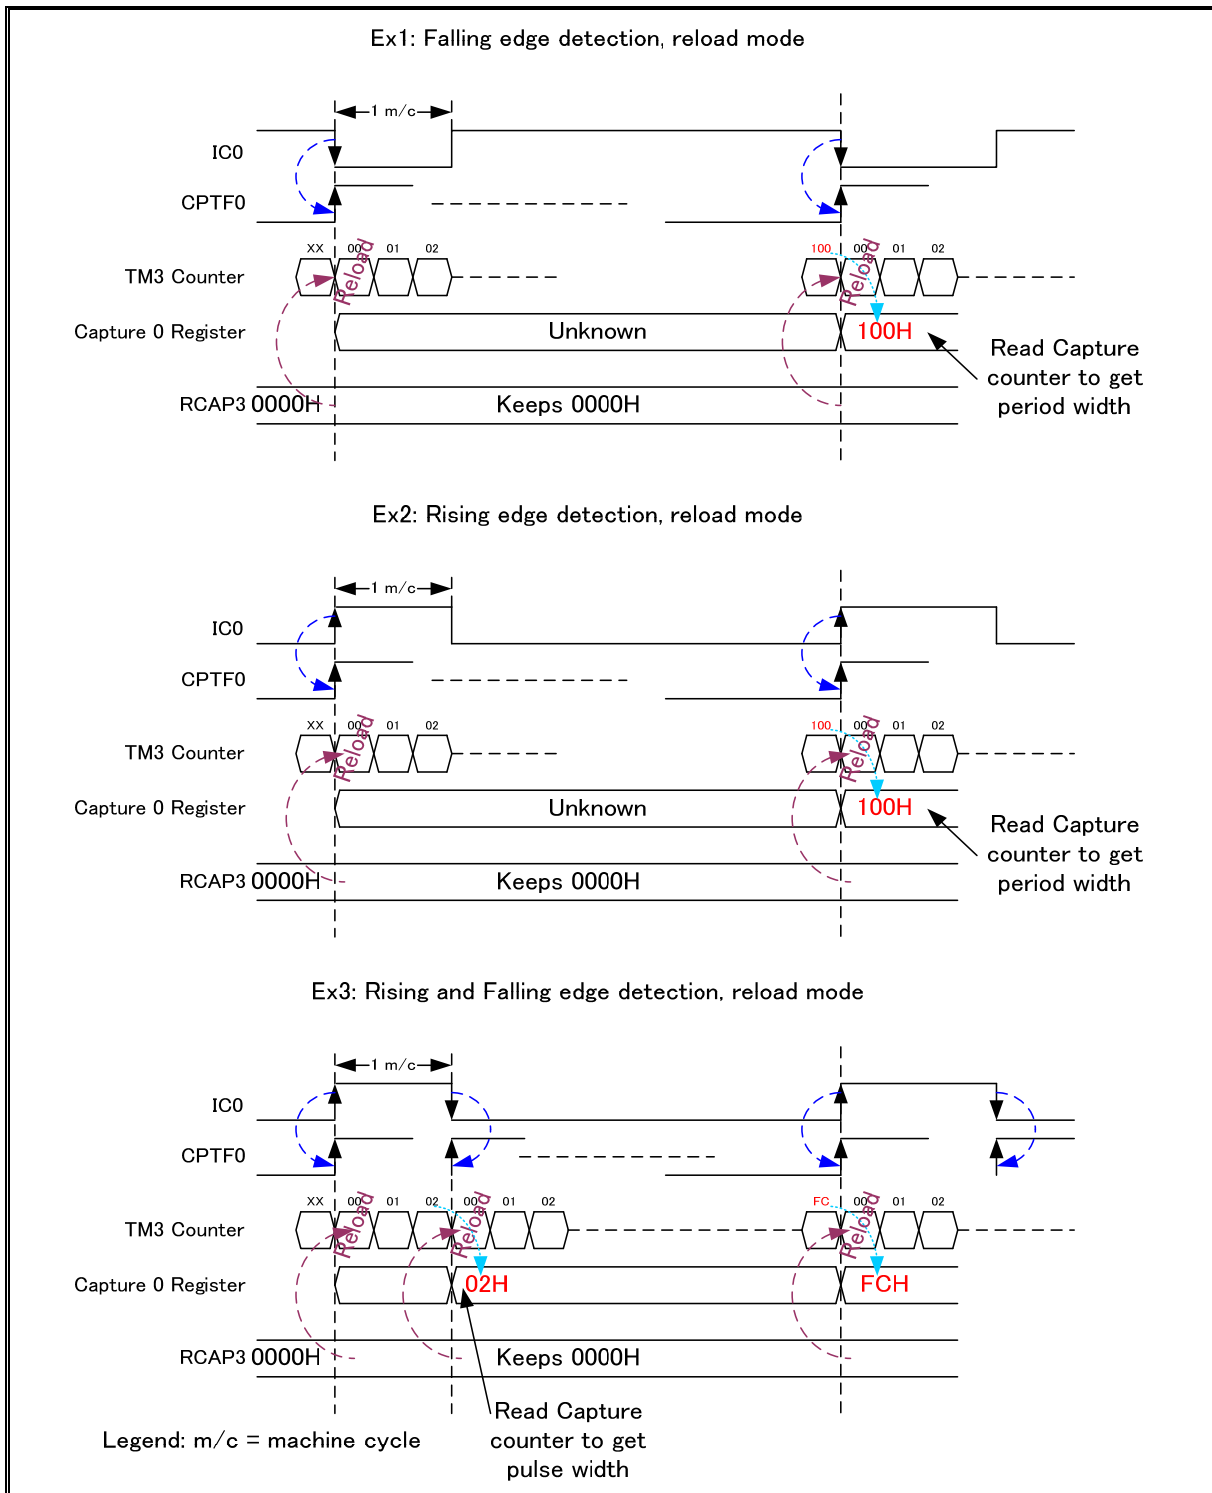 Ex1: Falling edge detection, reload mode
1 m/c
IC0
CPTF0
XX 00 01 02 100 00 01 02
Reload Reload
TM3 Counter
Capture 0 Register Unknown 100H
Read Capture
counter to get
period width
RCAP3 0000H Keeps 0000H
Ex2: Rising edge detection, reload mode
1 m/c
IC0
CPTF0
XX 00 01 02 100 00 01 02
Reload Reload
TM3 Counter
Capture 0 Register Unknown 100H
Read Capture
counter to get
period width
RCAP3 0000H Keeps 0000H
Ex3: Rising and Falling edge detection, reload mode
1 m/c
IC0
CPTF0
XX 00 01 02 00 01 02 FC 00 01 02
Reload Reload Reload
TM3 Counter
Capture 0 Register 02H FCH
RCAP3 0000H Keeps 0000H
Read Capture
counter to get
pulse width
Legend: m/c = machine cycle